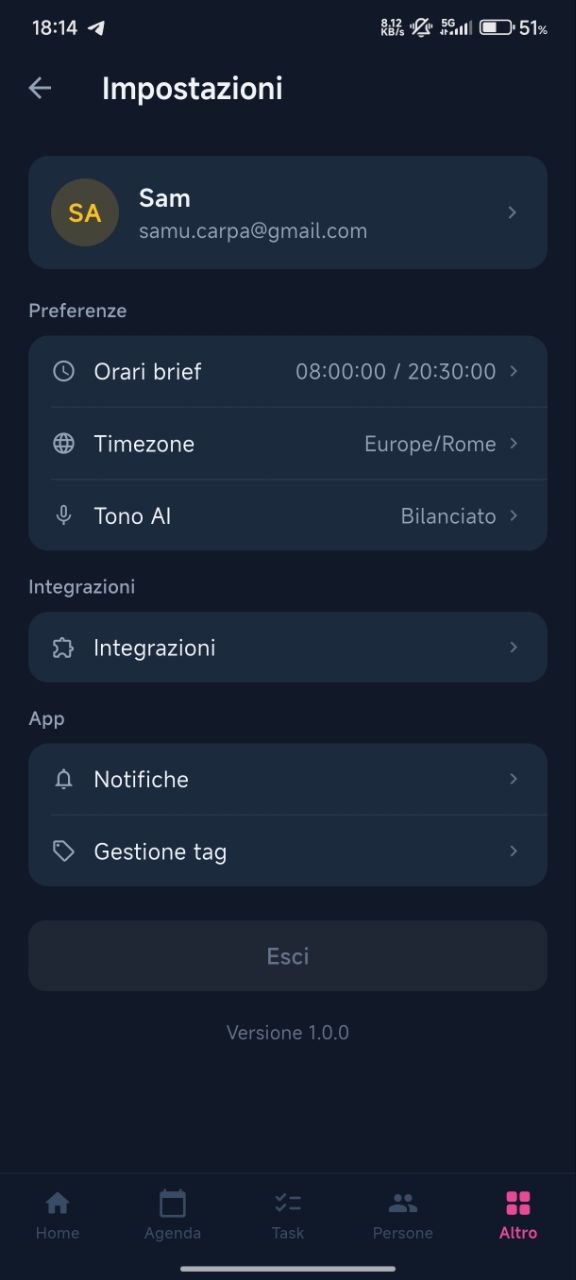 18:14
8.12 KB/s 5G 51%
Impostazioni
SA
Sam
samu.carpa@gmail.com
Preferenze
Orari brief 08:00:00 / 20:30:00
Timezone Europe/Rome
Tono AI Bilanciato
Integrazioni
Integrazioni
App
Notifiche
Gestione tag
Esci
Versione 1.0.0
Home Agenda Task Persone Altro